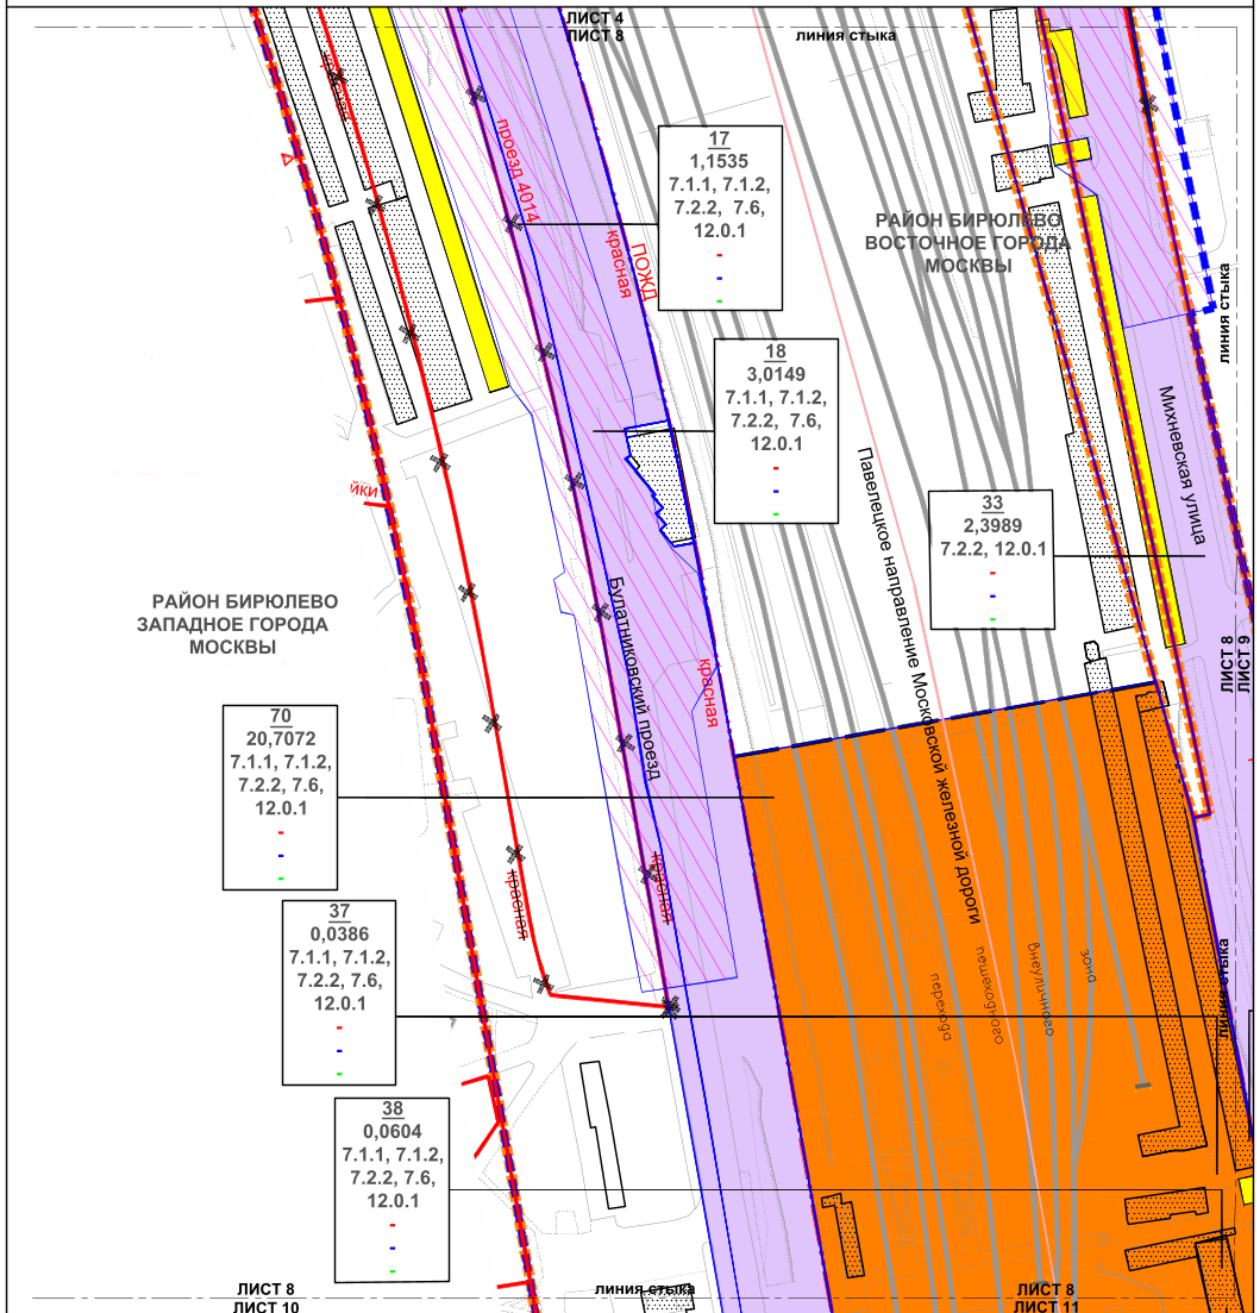 ЛИСТ 4
ЛИСТ 8
линия стыка
красная
проезд 4014
17
1,1535
7.1.1, 7.1.2,
7.2.2, 7.6,
12.0.1
-
-
-
ПОЖД
красная
РАЙОН БИРЮЛЕВО
ВОСТОЧНОЕ ГОРОДА
МОСКВЫ
линия стыка
18
3,0149
7.1.1, 7.1.2,
7.2.2, 7.6,
12.0.1
-
-
-
Михневская улица
йки
Павелецкое направление Московской железной дороги
33
2,3989
7.2.2, 12.0.1
-
-
-
РАЙОН БИРЮЛЕВО
ЗАПАДНОЕ ГОРОДА
МОСКВЫ
Булатниковский проезд
красная
ЛИСТ 8
ЛИСТ 9
70
20,7072
7.1.1, 7.1.2,
7.2.2, 7.6,
12.0.1
-
-
-
красная
красная
37
0,0386
7.1.1, 7.1.2,
7.2.2, 7.6,
12.0.1
-
-
-
зона
внеуличного
пешеходного
перехода
линия стыка
38
0,0604
7.1.1, 7.1.2,
7.2.2, 7.6,
12.0.1
-
-
-
ЛИСТ 8
ЛИСТ 10
линия стыка
ЛИСТ 8
ЛИСТ 11